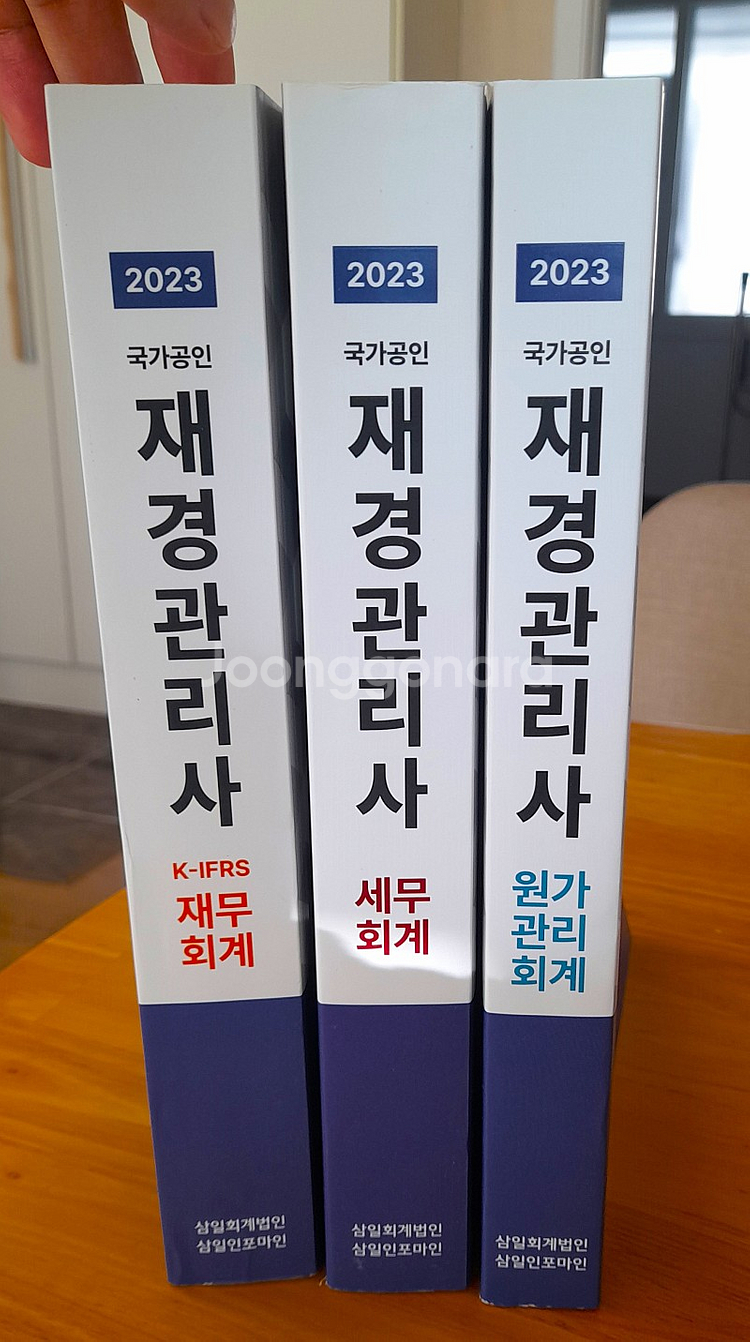 2023
국가공인
재경관리사
K-IFRS
재무
회계
삼일회계법인
삼일인포마인
2023
국가공인
재경관리사
세무
회계
삼일회계법인
삼일인포마인
2023
국가공인
재경관리사
원가
관리
회계
삼일회계법인
삼일인포마인
Joonggonara